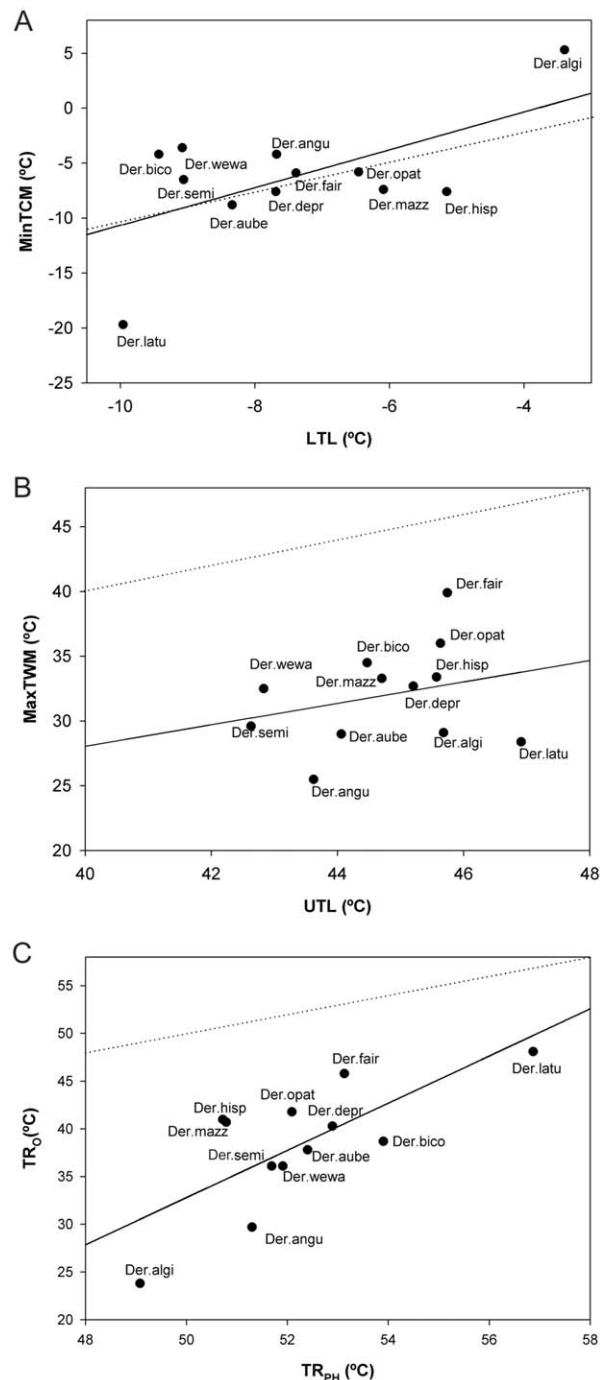 A
5
0
-5
-10
-15
-20
-25
MinTCM (ºC)
Der.algi
Der.angu
Der.bico
Der.wewa
Der.opat
Der.fair
Der.semi
Der.depr
Der.mazz
Der.hisp
Der.aube
Der.latu
-10
-8
-6
-4
LTL (ºC)
B
45
40
35
30
25
20
MaxTWM (ºC)
Der.fair
Der.opat
Der.bico
Der.wewa
Der.hisp
Der.mazz
Der.depr
Der.semi
Der.aube
Der.algi
Der.latu
Der.angu
40
42
44
46
48
UTL (ºC)
C
55
50
45
40
35
30
25
20
TRO(ºC)
Der.fair
Der.latu
Der.opat
Der.hisp
Der.depr
Der.mazz
Der.bico
Der.semi
Der.aube
Der.wewa
Der.angu
Der.algi
48
50
52
54
56
58
TRPH (ºC)